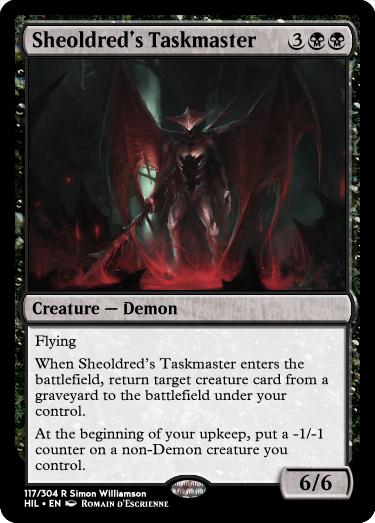 Sheoldred's Taskmaster 3
Creature — Demon
Flying
When Sheoldred's Taskmaster enters the
battlefield, return target creature card from a
graveyard to the battlefield under your
control.
At the beginning of your upkeep, put a -1/-1
counter on a non-Demon creature you
control.
6/6
117/304 R Simon Williamson
HIL • EN Romain d'Escrienne